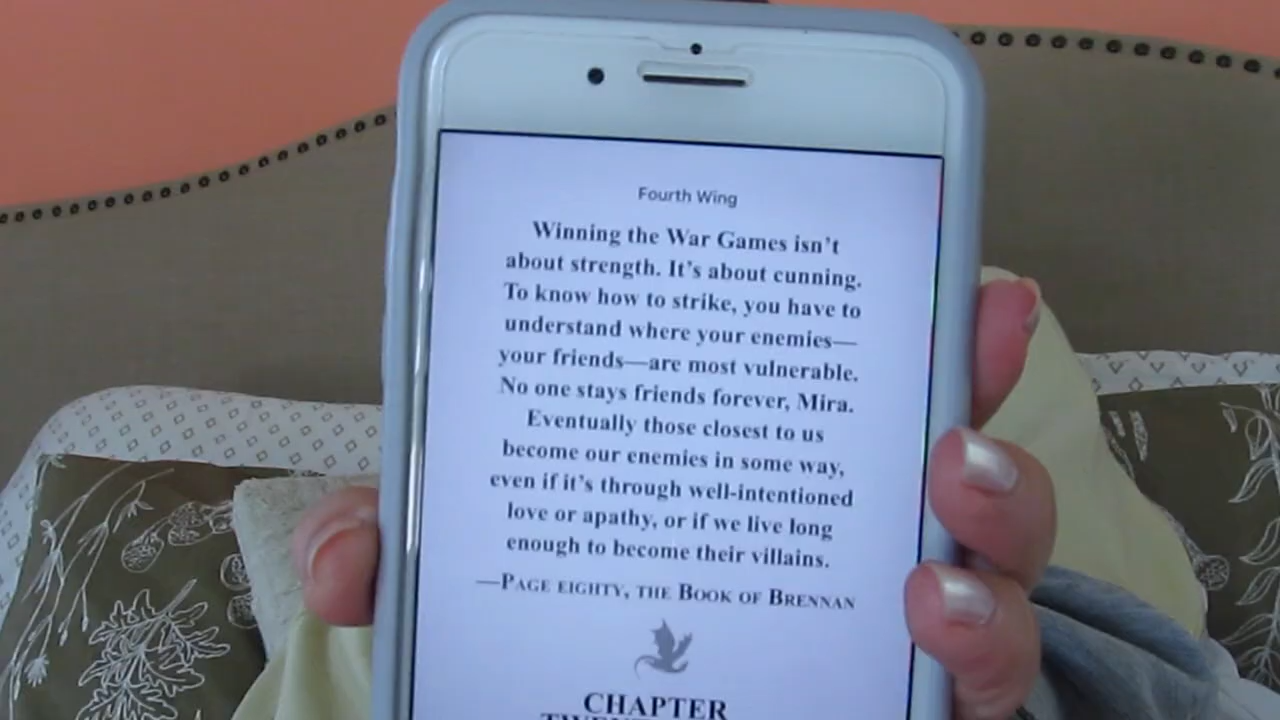 Fourth Wing
Winning the War Games isn't
about strength. It's about cunning.
To know how to strike, you have to
understand where your enemies—
your friends—are most vulnerable.
No one stays friends forever, Mira.
Eventually those closest to us
become our enemies in some way,
even if it's through well-intentioned
love or apathy, or if we live long
enough to become their villains.
—Page eighty, the Book of Brennan
CHAPTER